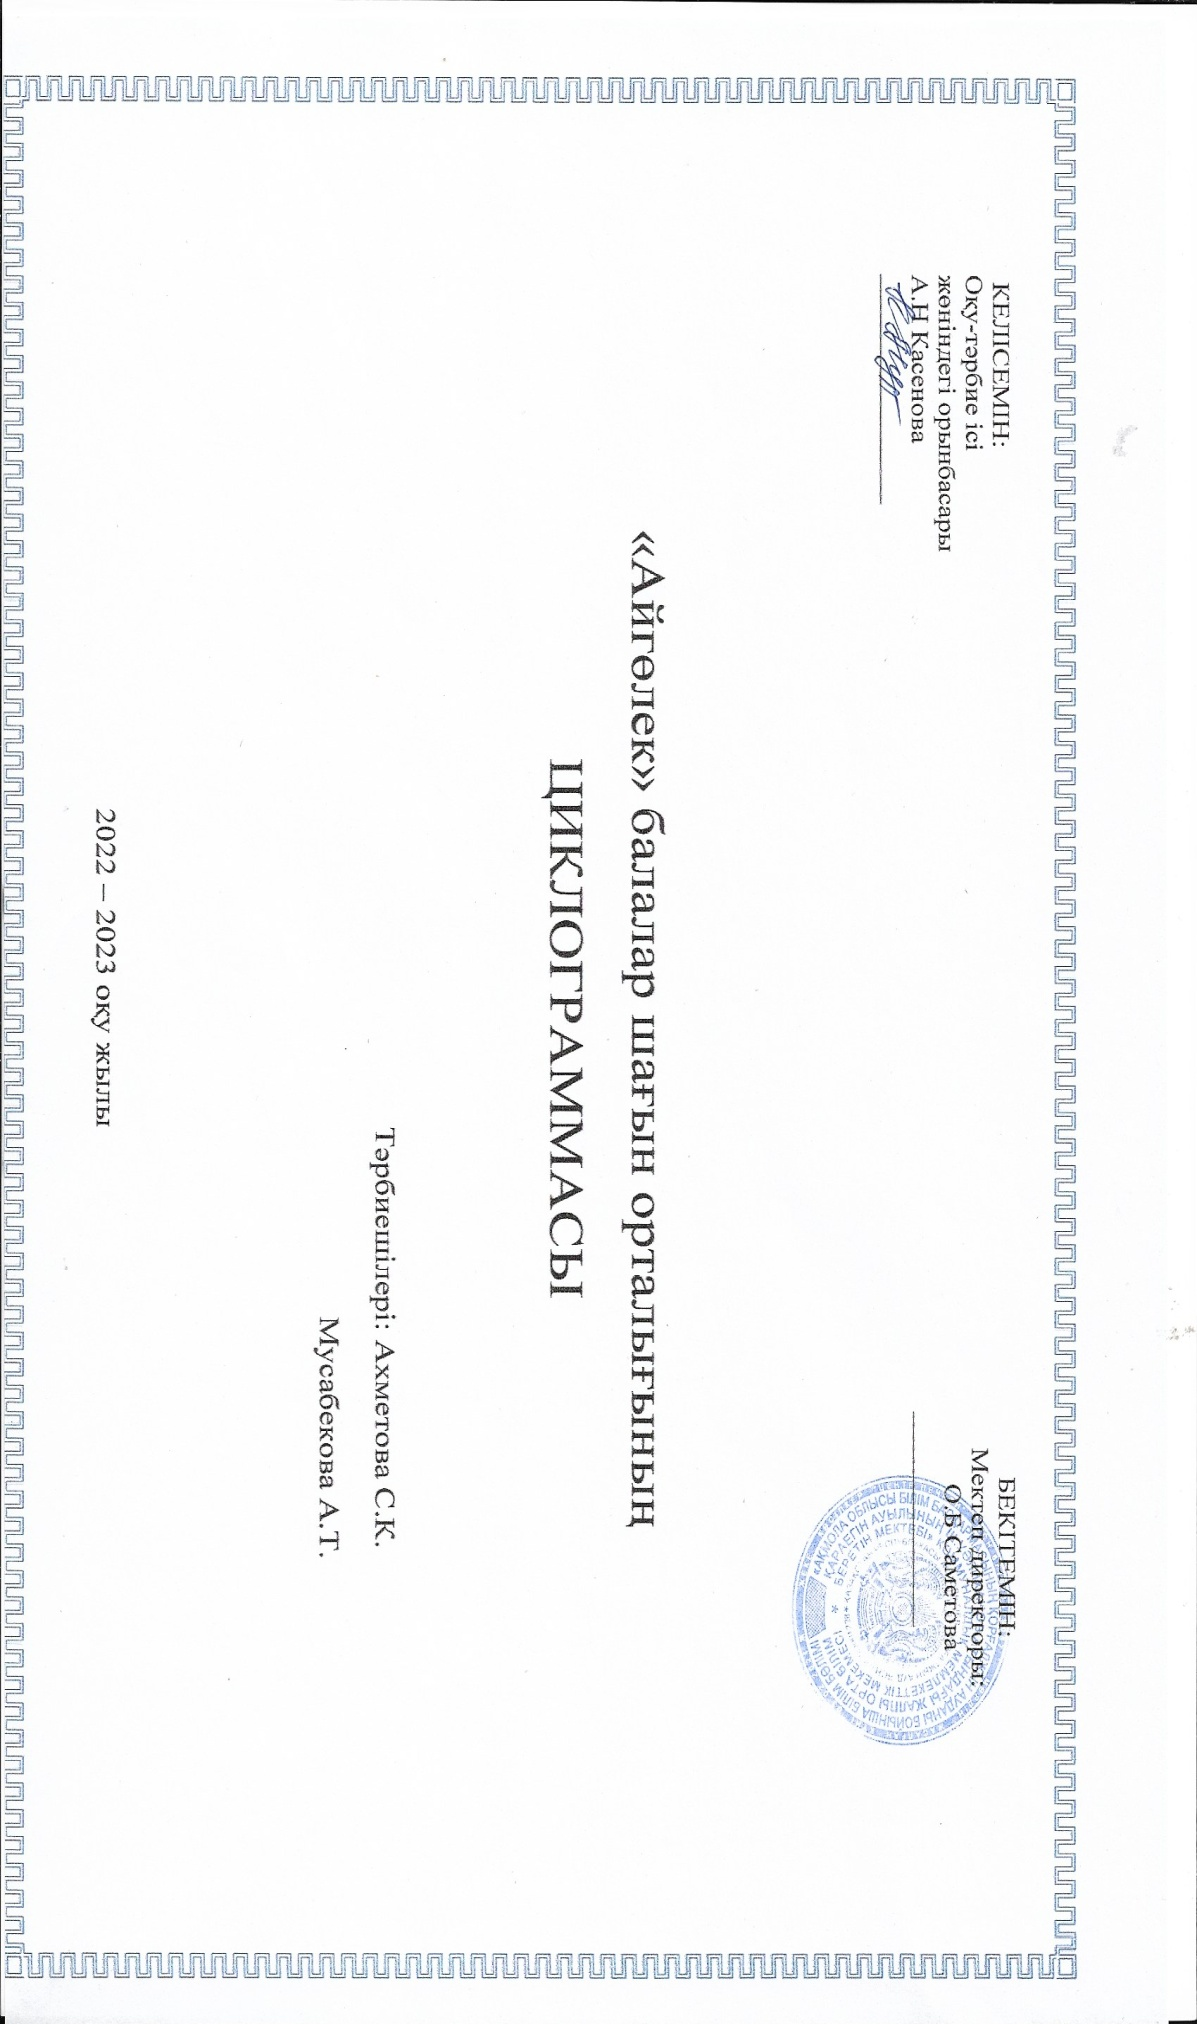 КЕЛІСЕМІН:
Оқу-тәрбие ісі
жөніндегі орынбасары
А.Н Касенова
БЕКІТЕМІН:
Мектеп директоры:
О.Б Саметова
«Айгөлек» балалар шағын орталығының
ЦИКЛОГРАММАСЫ
Тәрбиешілері: Ахметова С.К.
Мусабекова А.Т.
2022 – 2023 оқу жылы